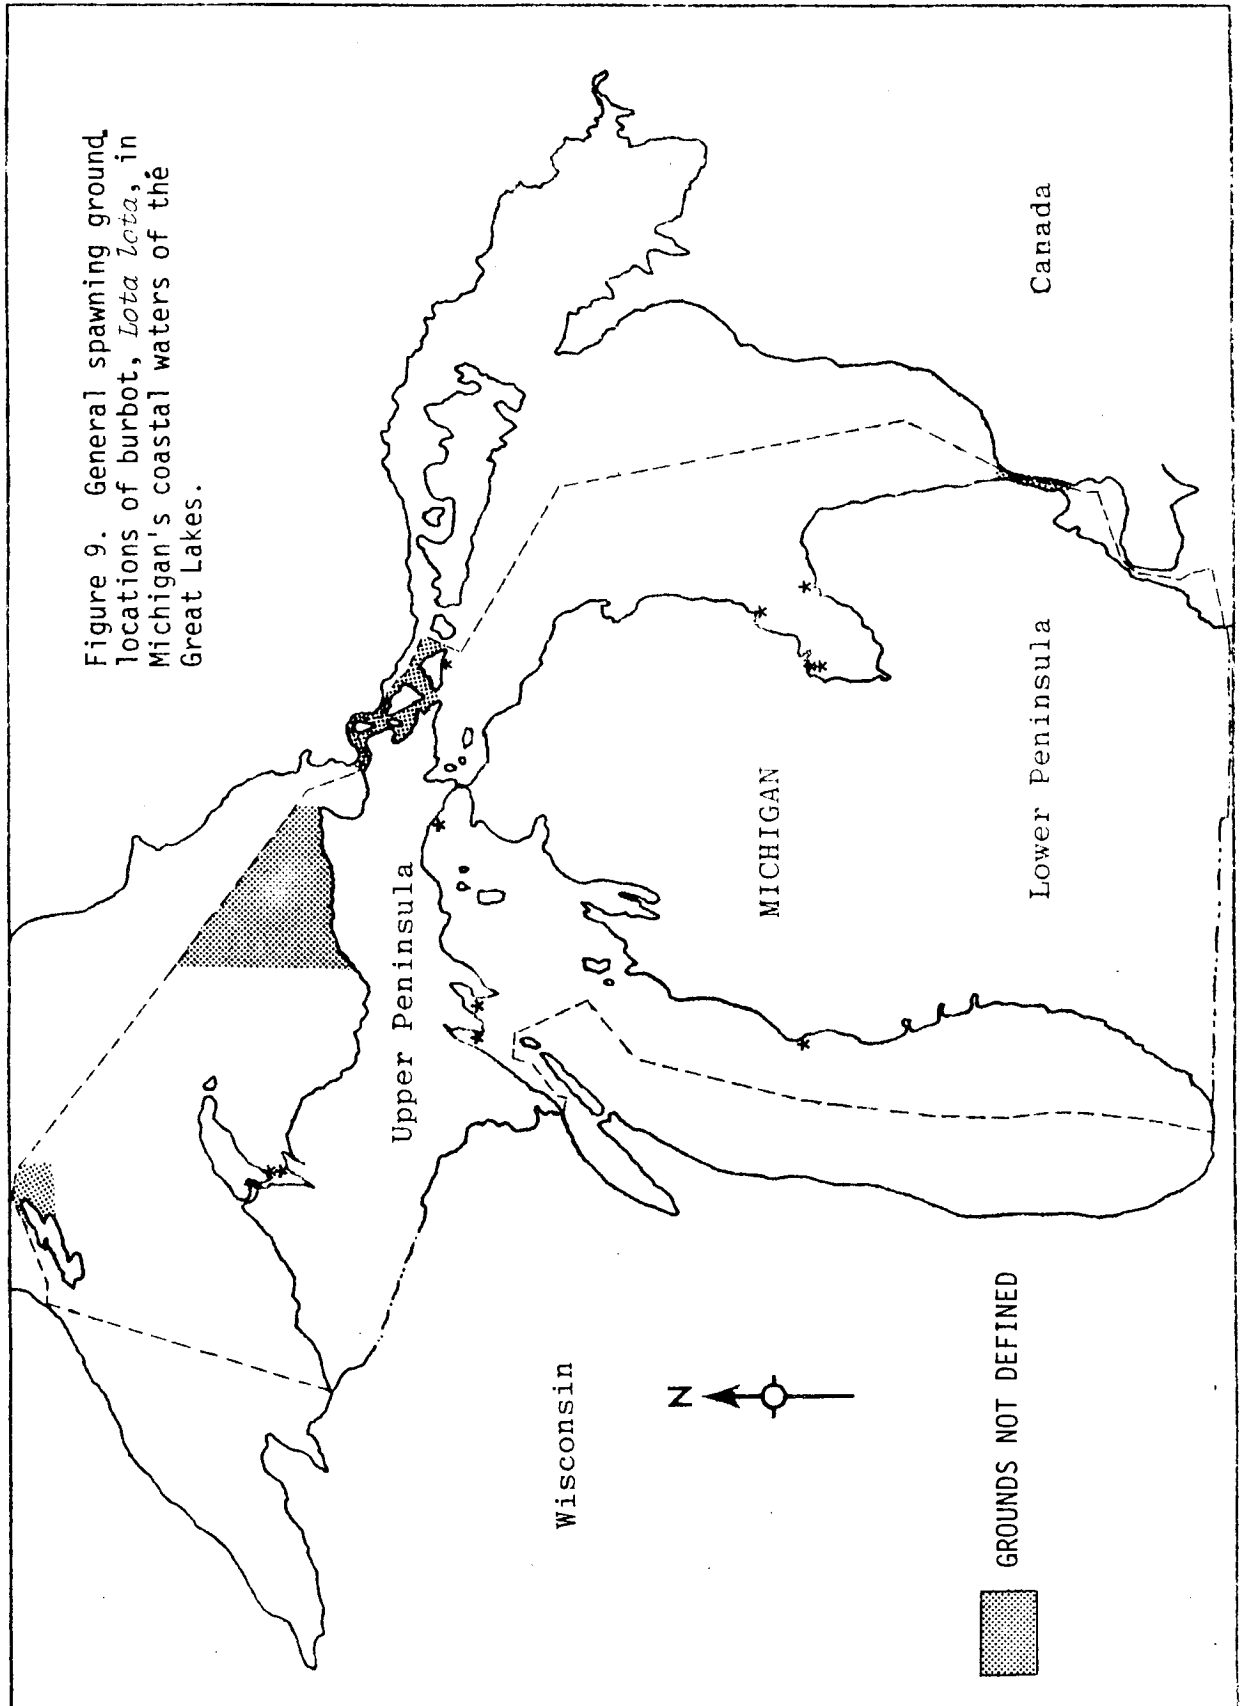 Figure 9. General spawning ground
locations of burbot, Lota lota, in
Michigan's coastal waters of the
Great Lakes.
Upper Peninsula
Wisconsin
N
MICHIGAN
Canada
Lower Peninsula
GROUNDS NOT DEFINED